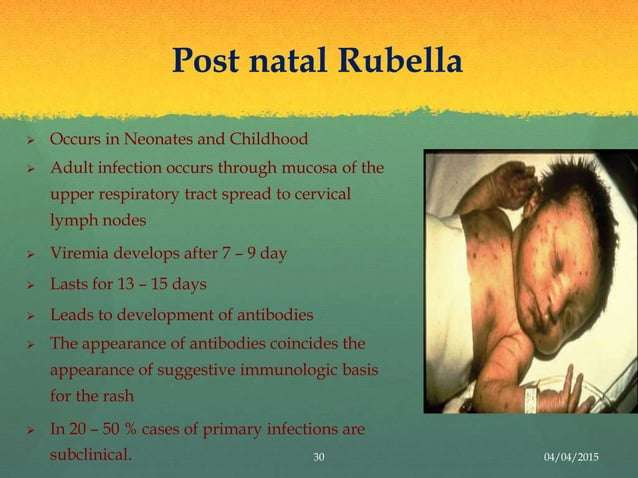 Post natal Rubella
Occurs in Neonates and Childhood
Adult infection occurs through mucosa of the
upper respiratory tract spread to cervical
lymph nodes
Viremia develops after 7 – 9 day
Lasts for 13 – 15 days
Leads to development of antibodies
The appearance of antibodies coincides the
appearance of suggestive immunologic basis
for the rash
In 20 – 50 % cases of primary infections are
subclinical.
30
04/04/2015